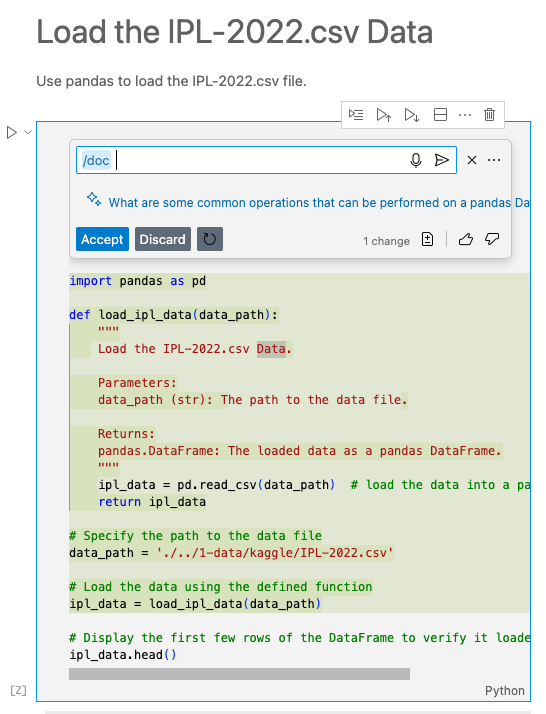 Load the IPL-2022.csv Data
Use pandas to load the IPL-2022.csv file.
/doc
What are some common operations that can be performed on a pandas Da
Accept Discard 1 change
import pandas as pd
def load_ipl_data(data_path):
"""
Load the IPL-2022.csv Data.
Parameters:
data_path (str): The path to the data file.
Returns:
pandas.DataFrame: The loaded data as a pandas DataFrame.
"""
ipl_data = pd.read_csv(data_path)  # load the data into a pa
return ipl_data
# Specify the path to the data file
data_path = './../1-data/kaggle/IPL-2022.csv'
# Load the data using the defined function
ipl_data = load_ipl_data(data_path)
# Display the first few rows of the DataFrame to verify it loade
ipl_data.head()
[2] Python